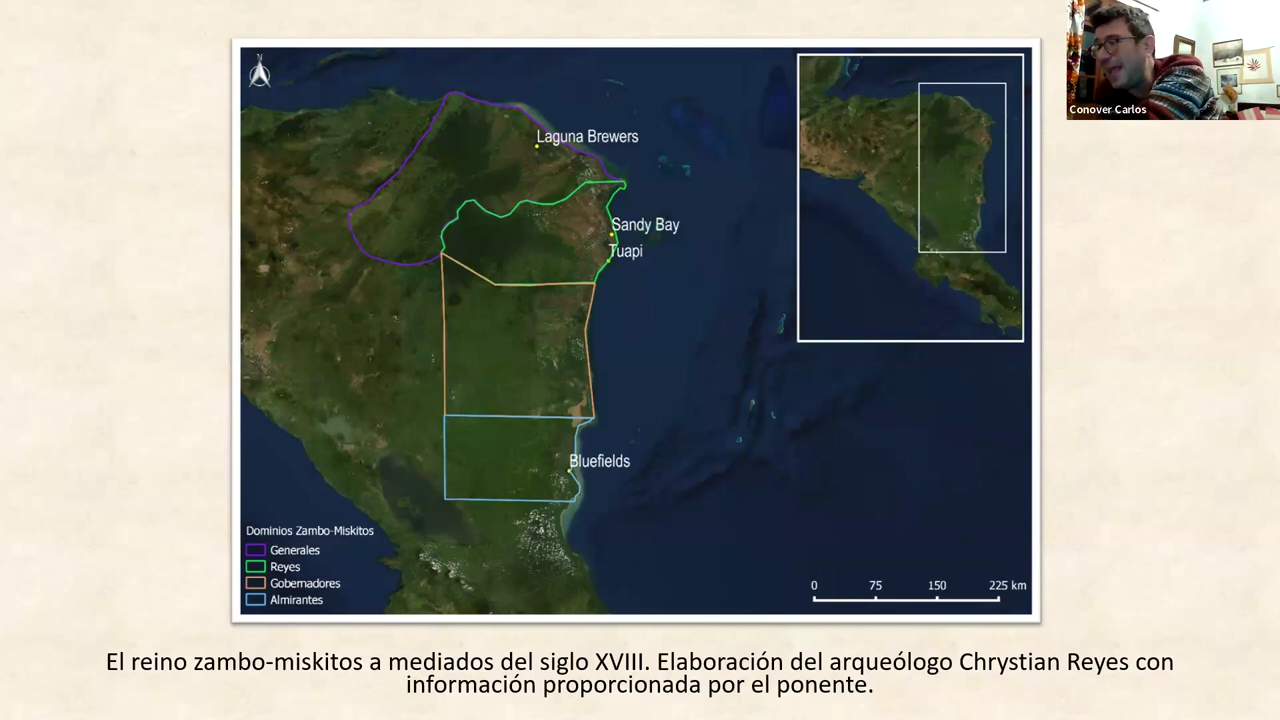 Conover Carlos
N
Laguna Brewers
Sandy Bay
Tuapi
Bluefields
Dominios Zambo-Miskitos
Generales
Reyes
Gobernadores
Almirantes
0 75 150 225 km
El reino zambo-miskitos a mediados del siglo XVIII. Elaboración del arqueólogo Chrystian Reyes con
información proporcionada por el ponente.